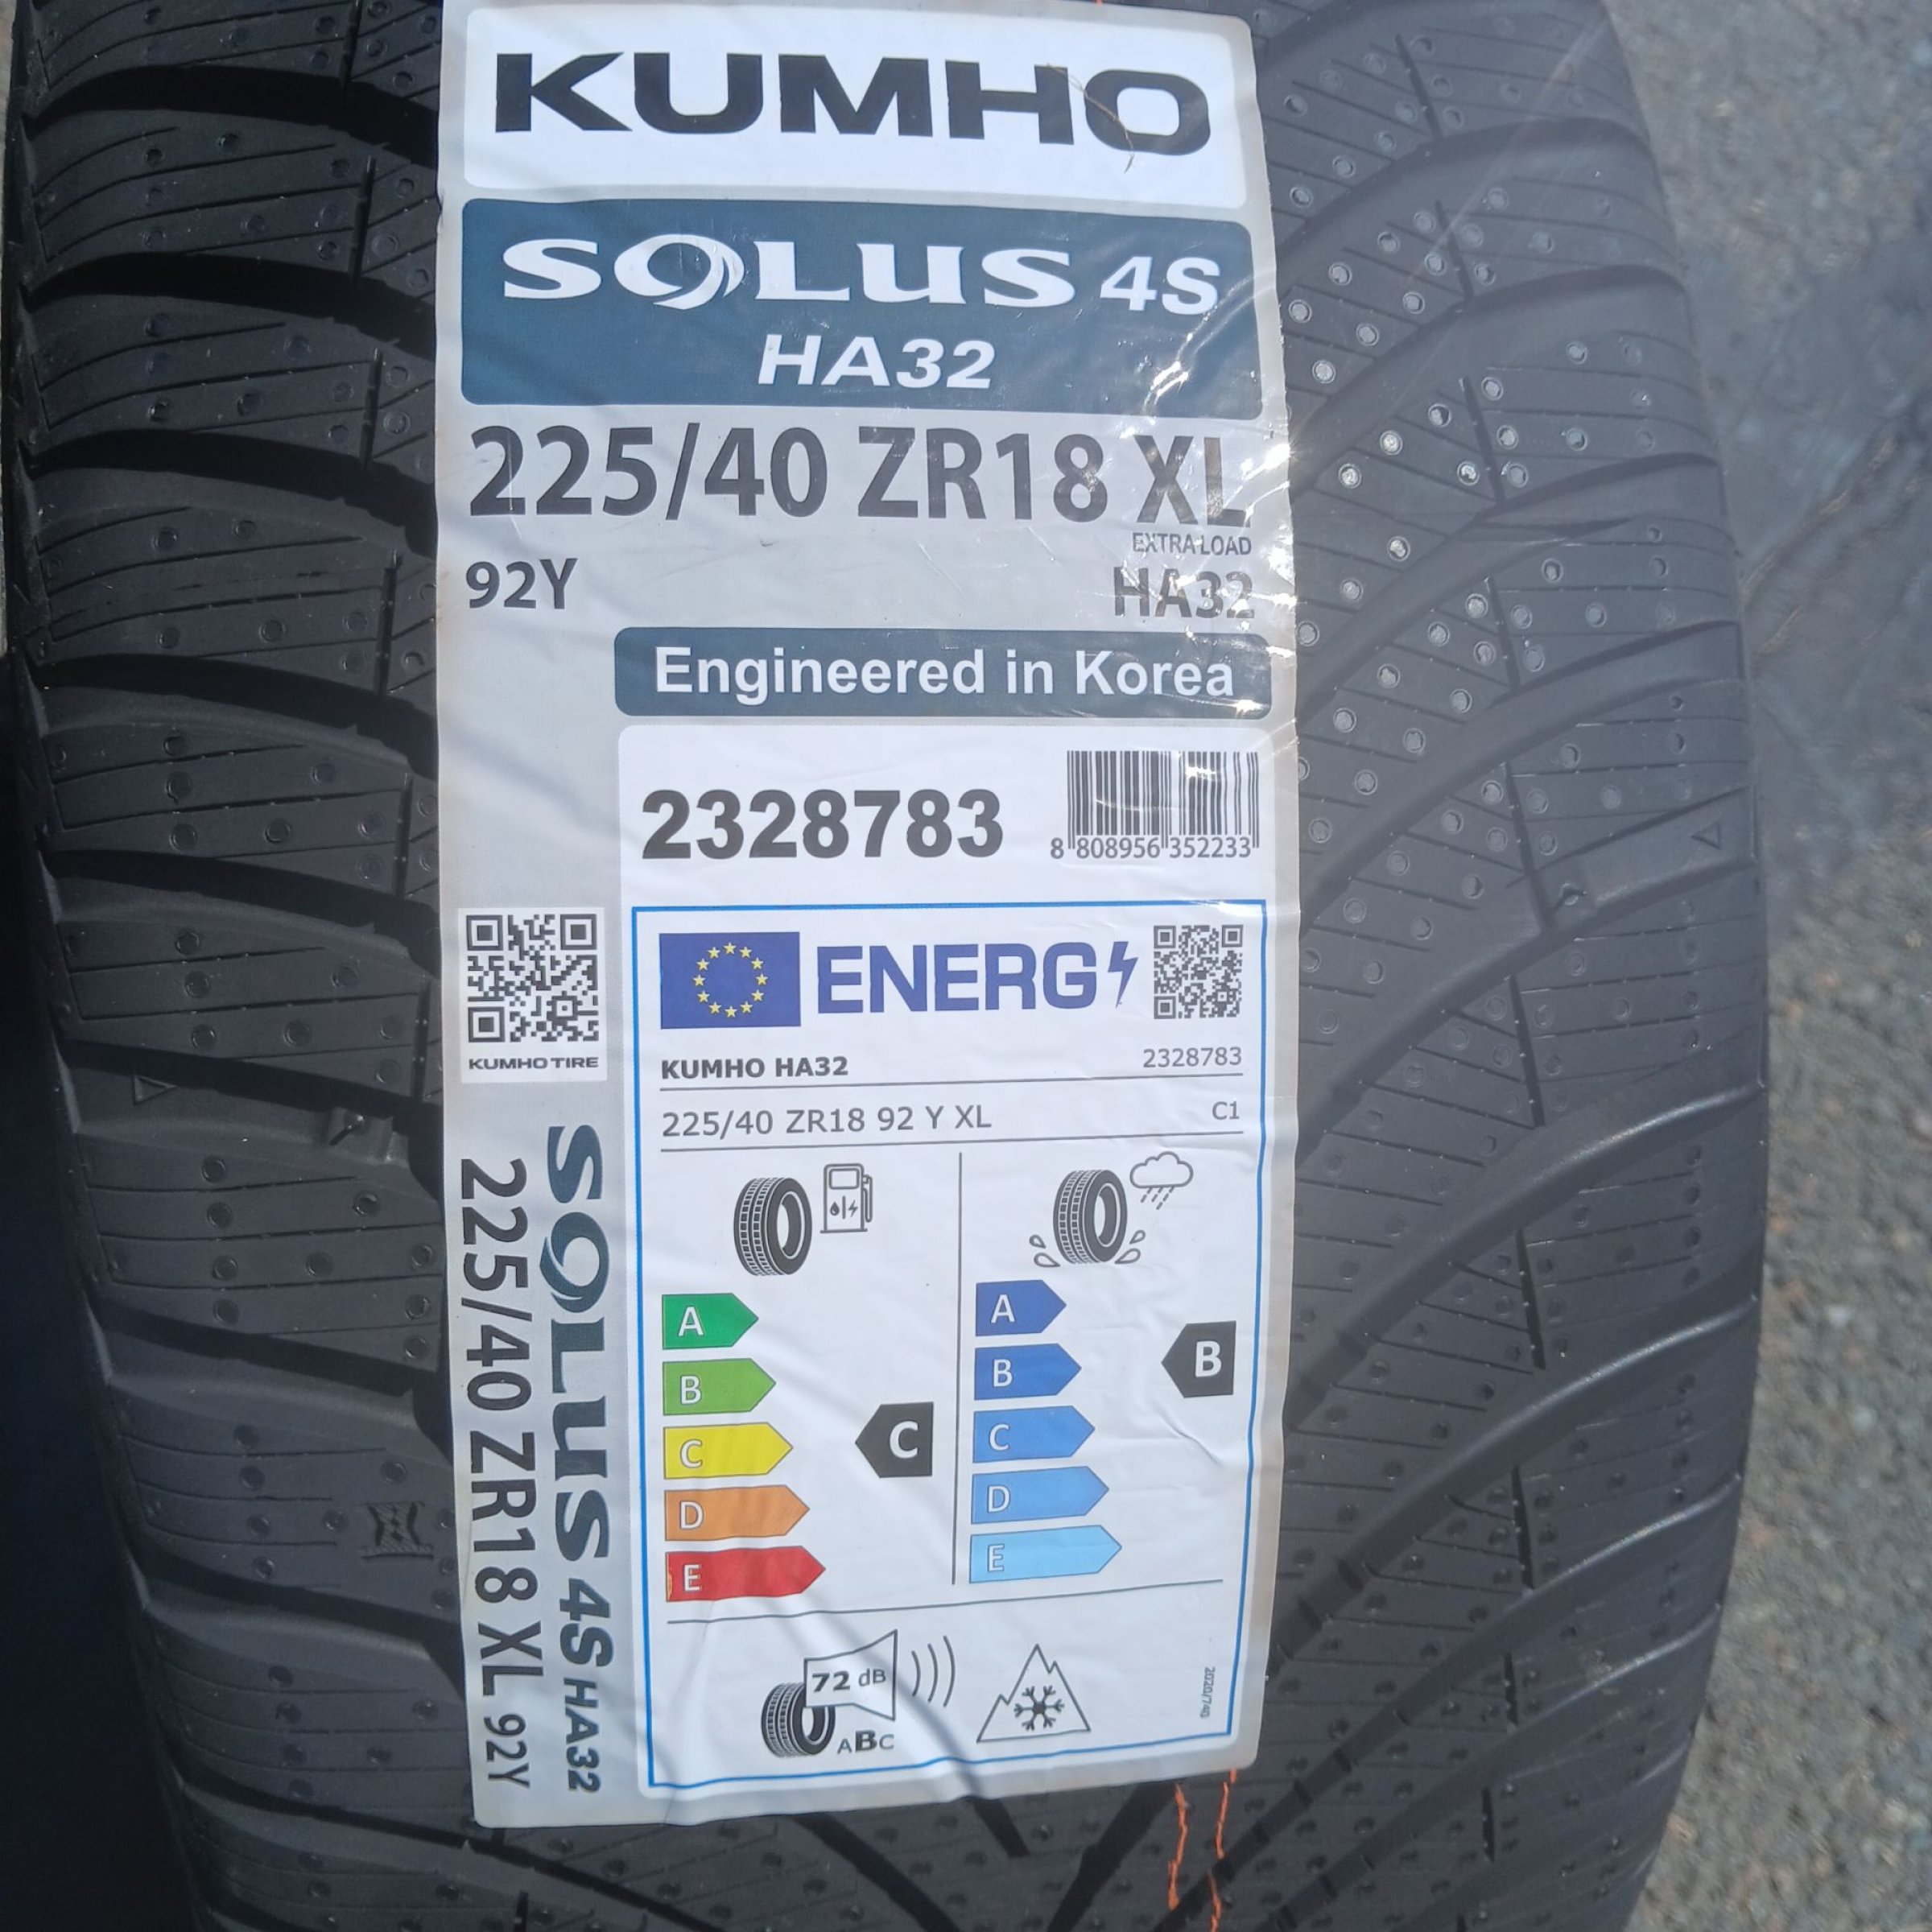 KUMHO
SOLUS 4S
HA32
225/40 ZR18 XL
EXTRA LOAD
92Y
HA32
Engineered in Korea
2328783
8 808956 352233
KUMHO TIRE
ENERG
KUMHO HA32
2328783
225/40 ZR18 92 Y XL
C1
A
B
C
D
E
C
A
B
C
D
E
B
72 dB
ABC
2020/740
SOLUS 4S HA32
225/40 ZR18 XL 92Y